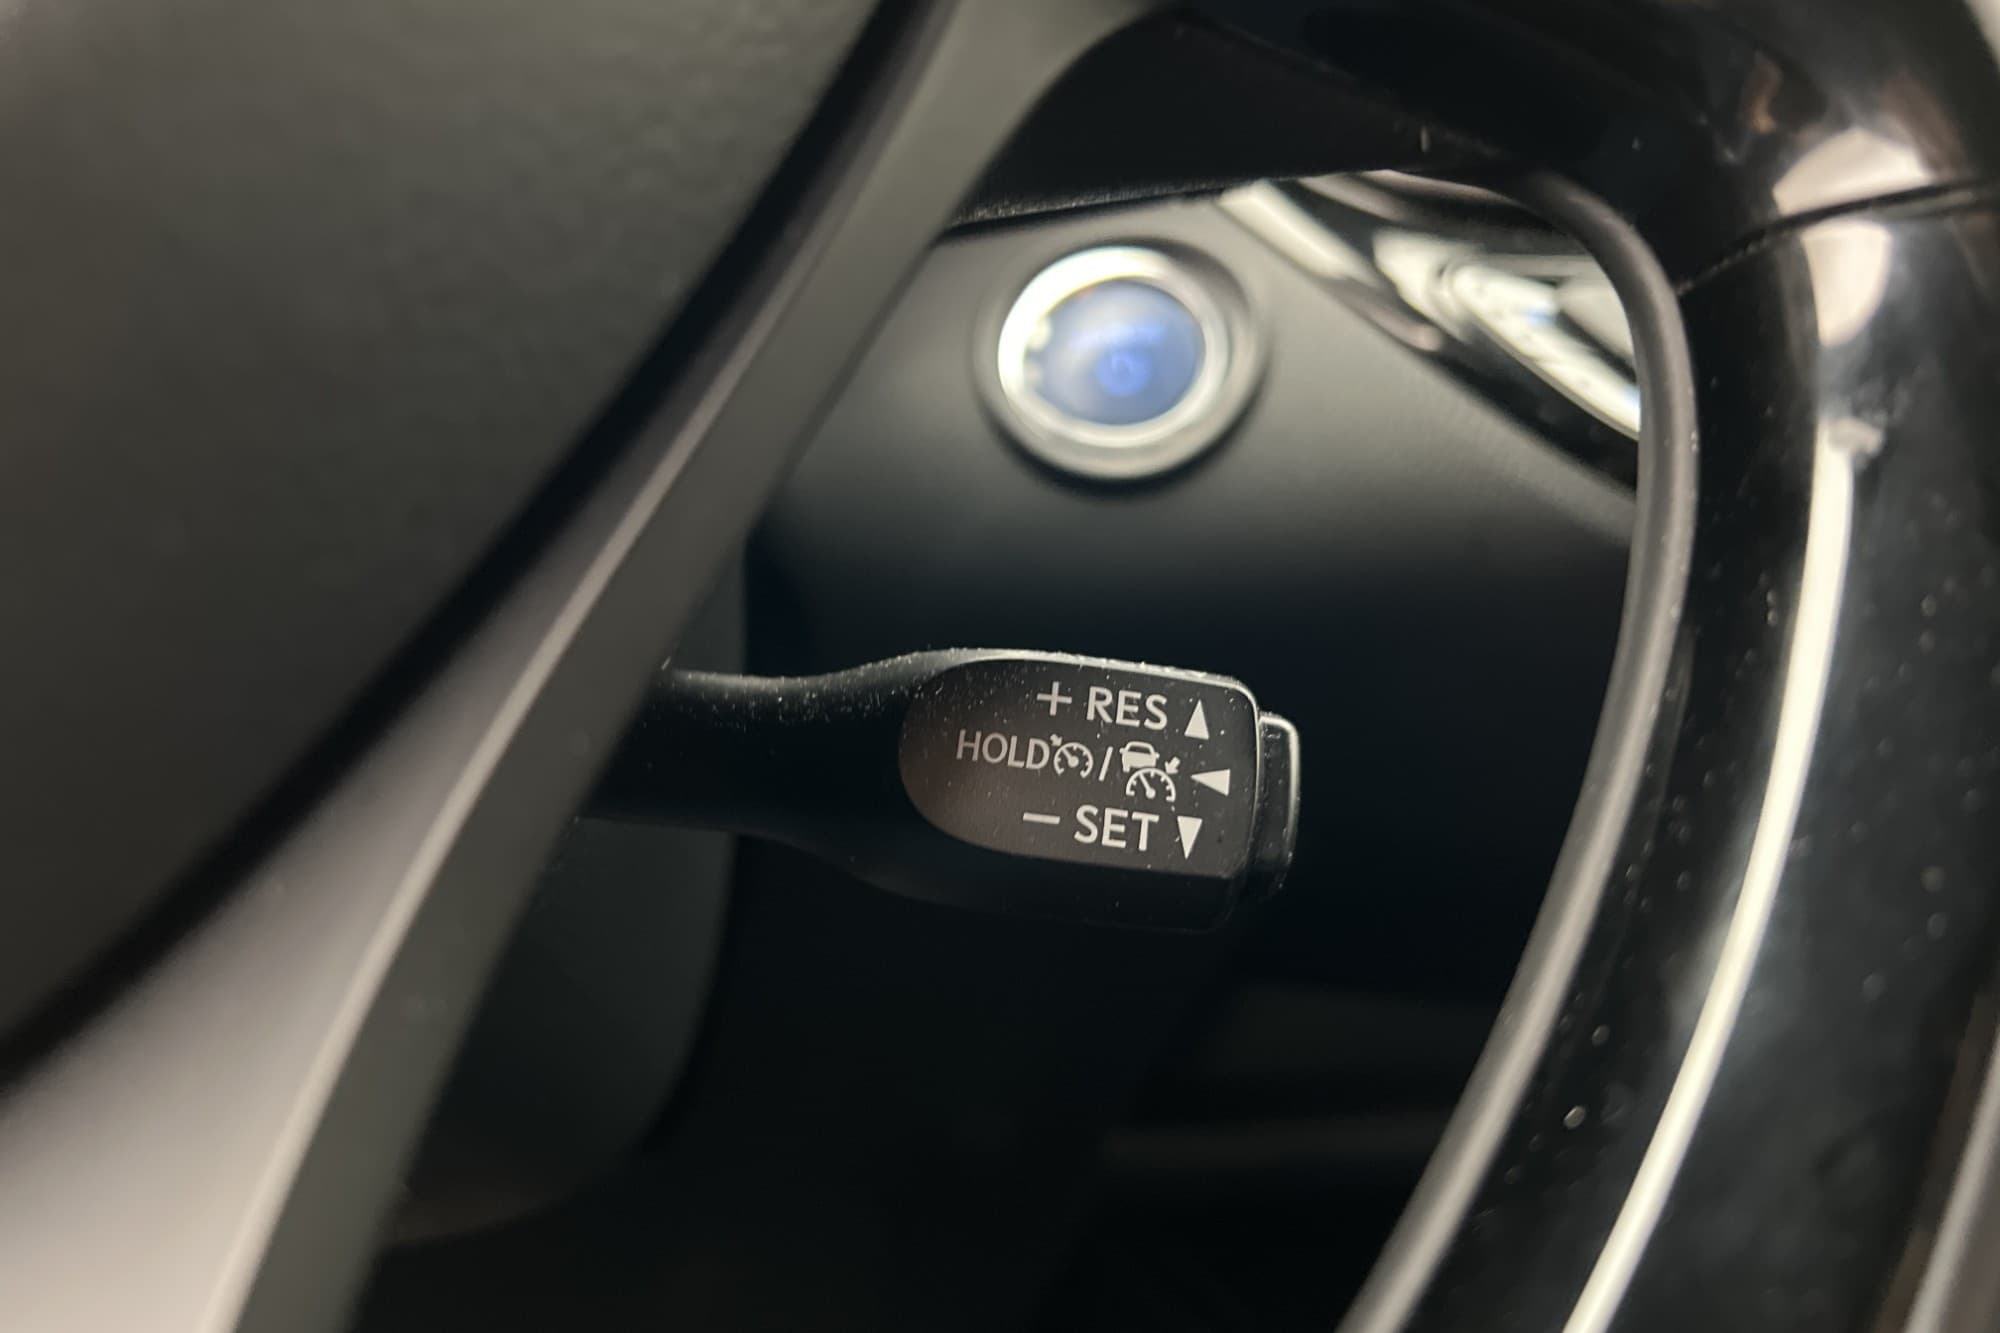 + RES
HOLD /
− SET